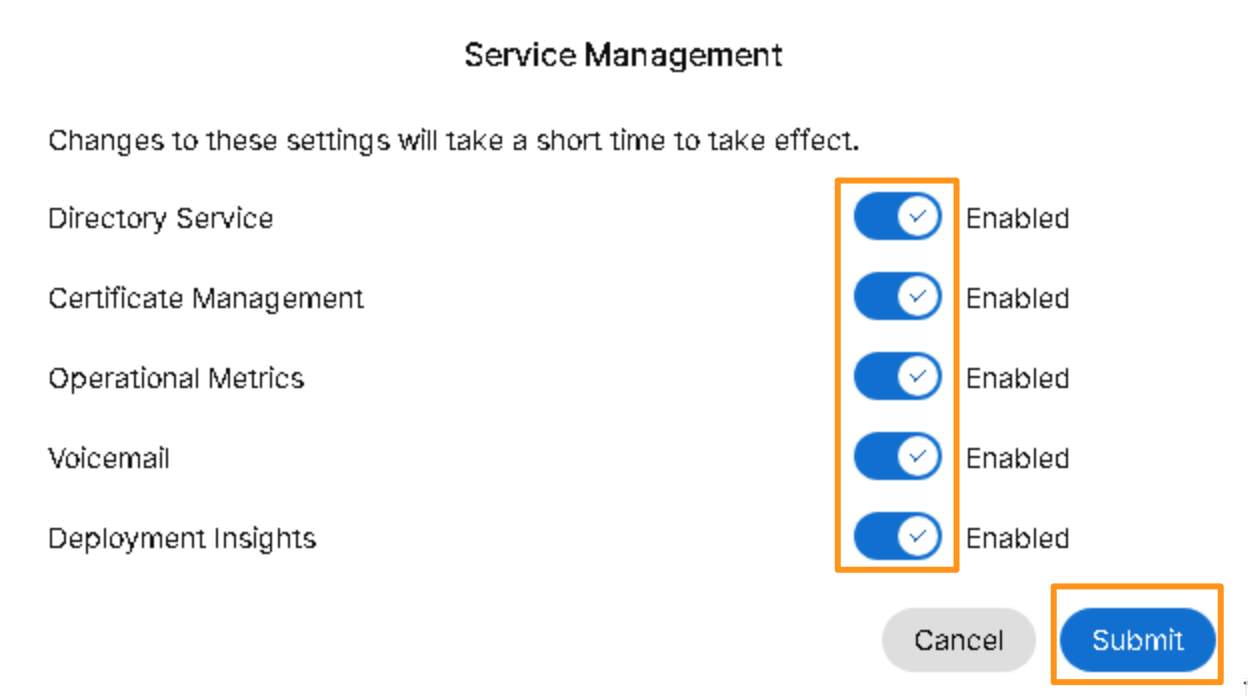 Service Management
Changes to these settings will take a short time to take effect.
Directory Service Enabled
Certificate Management Enabled
Operational Metrics Enabled
Voicemail Enabled
Deployment Insights Enabled
Cancel Submit